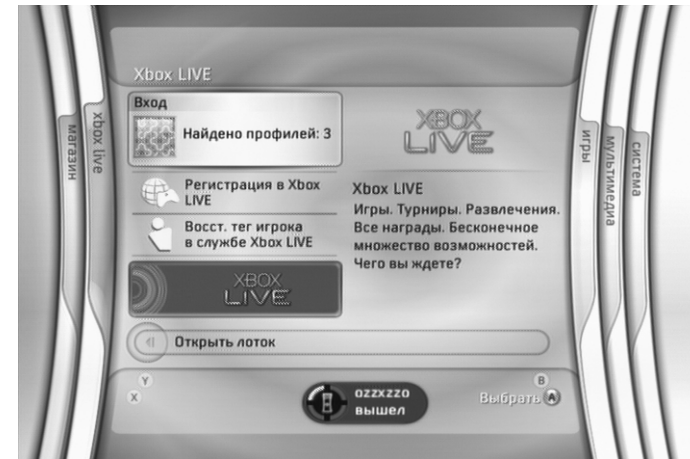 Xbox LIVE
Вход
Найдено профилей: 3
Регистрация в Xbox
LIVE
Восст. тег игрока
в службе Xbox LIVE
XBOX
LIVE
Открыть лоток
XBOX
LIVE
Xbox LIVE
Игры. Турниры. Развлечения.
Все награды. Бесконечное
множество возможностей.
Чего вы ждете?
магазин
xbox live
игры
мультимедиа
система
Y
X
ozzxzzo
вышел
B
Выбрать A